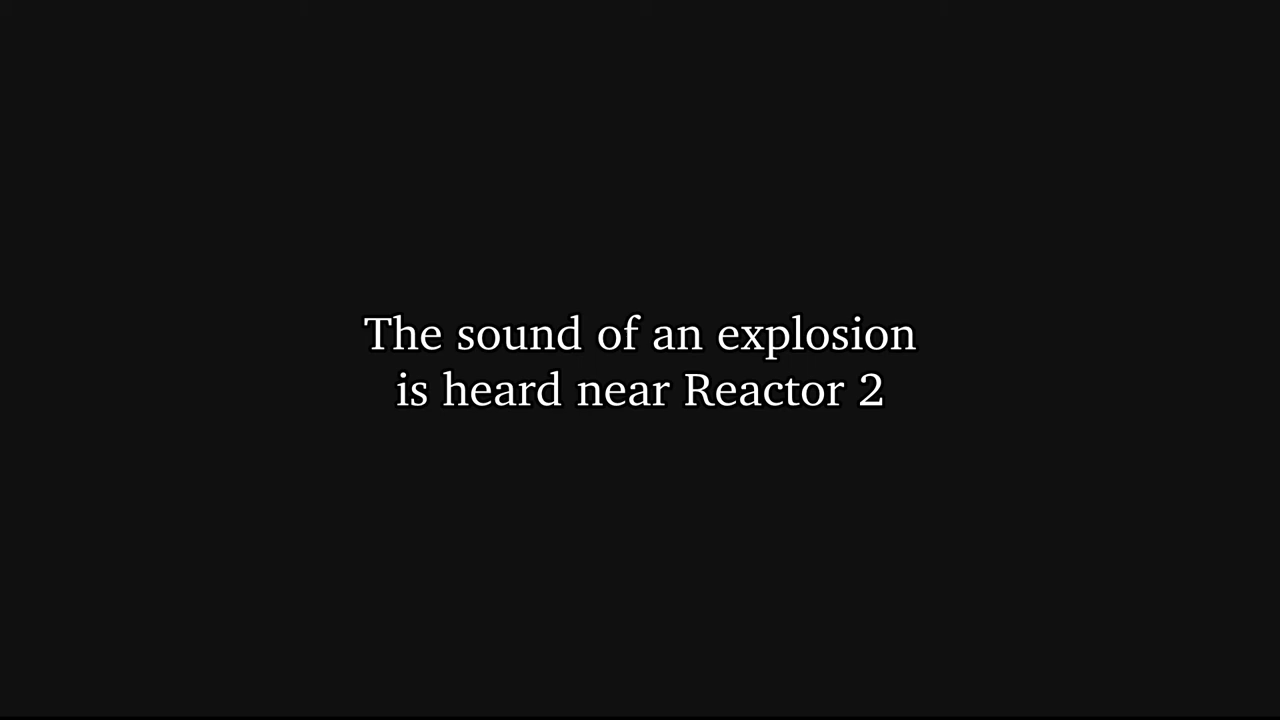 The sound of an explosion
is heard near Reactor 2